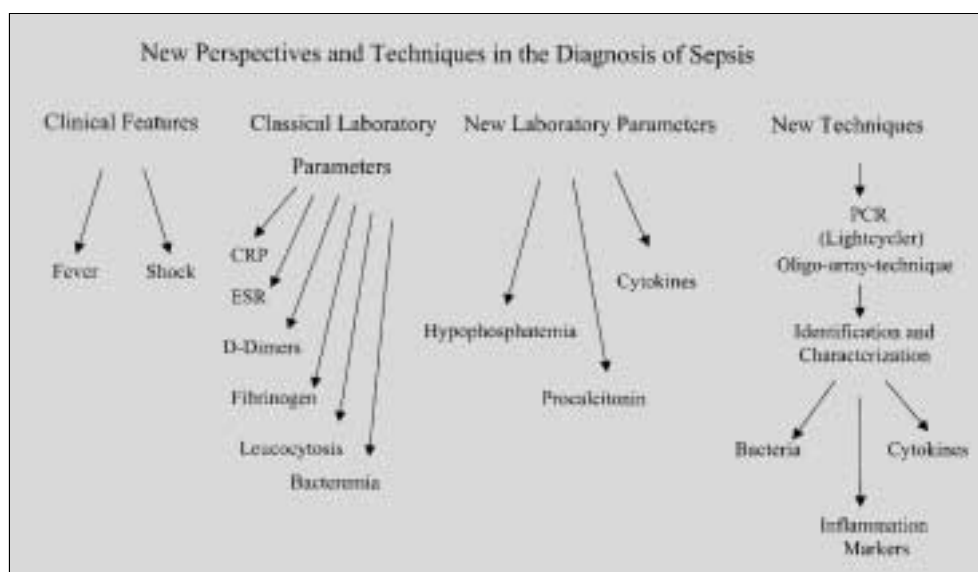 New Perspectives and Techniques in the Diagnosis of Sepsis
Clinical Features
Classical Laboratory
Parameters
New Laboratory Parameters
New Techniques
Fever
Shock
CRP
ESR
D-Dimers
Fibrinogen
Leucocytosis
Bacteremia
Hypophosphatemia
Procalcitonin
Cytokines
PCR
(Lightcycler)
Oligo-array-technique
Identification and
Characterization
Bacteria
Cytokines
Inflammation
Markers